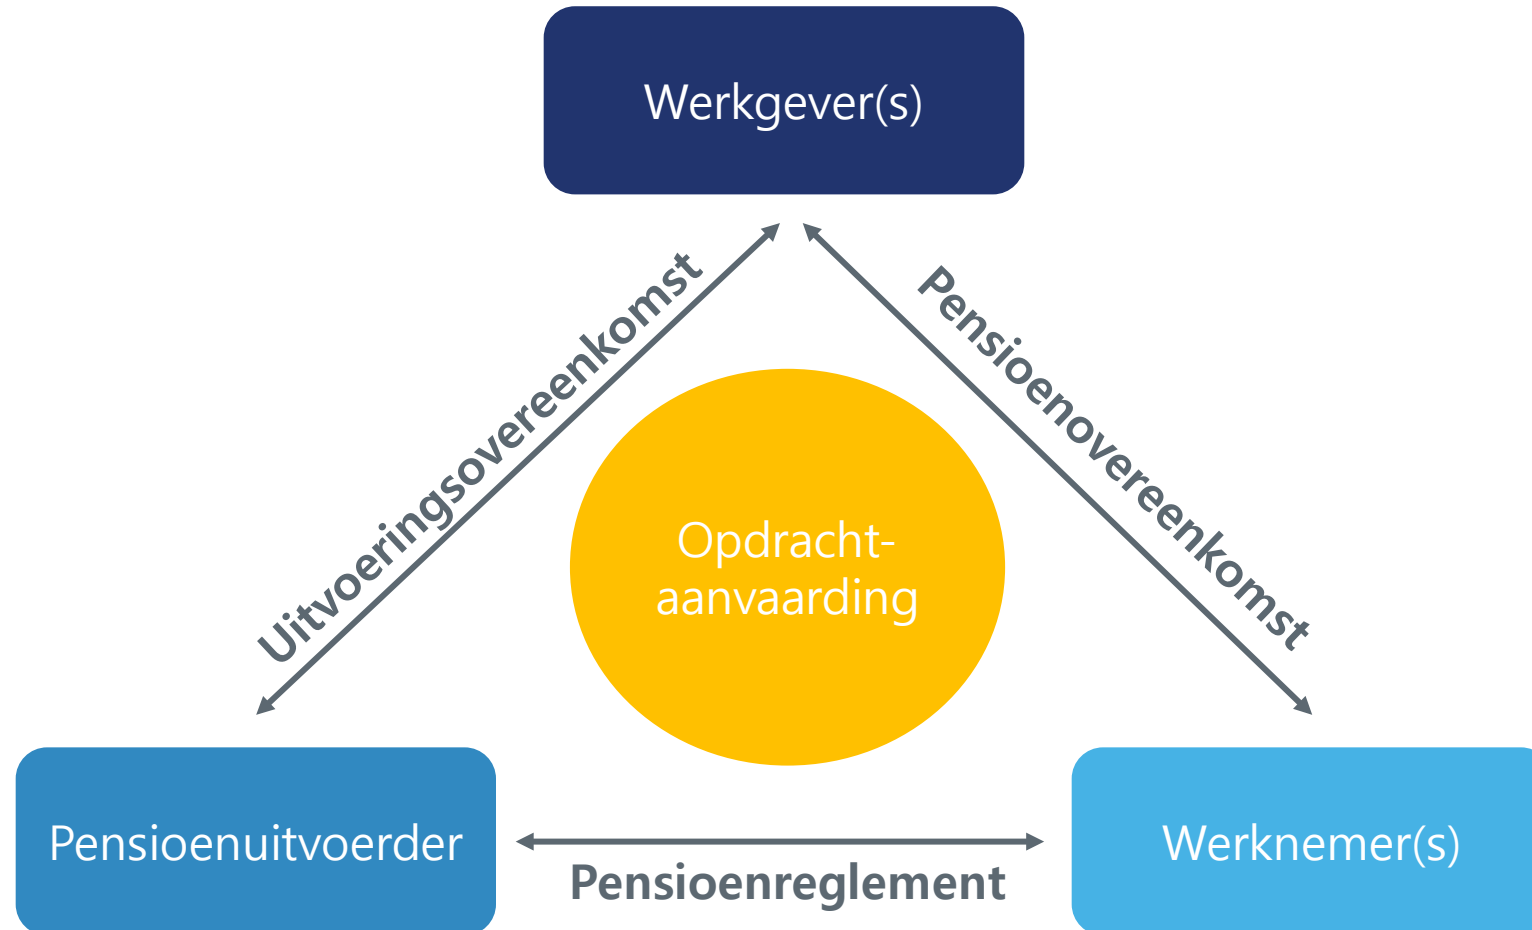 Werkgever(s)
Uitvoeringsovereenkomst
Pensioenovereenkomst
Opdracht-
aanvaarding
Pensioenuitvoerder
Werknemer(s)
Pensioenreglement